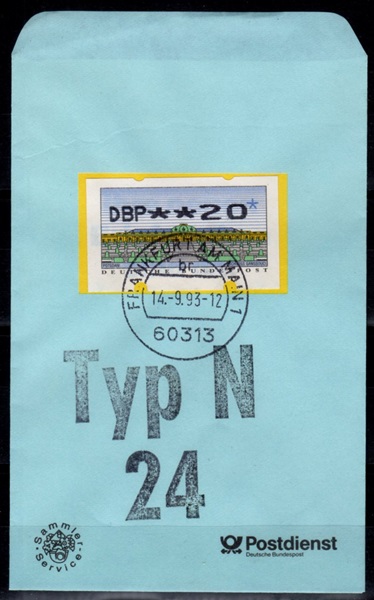 DBP**20*
DEUTSCHE BUNDESPOST
FRANKFURT AM MAIN 1
br
14.-9.93-12
60313
Typ N
24
Sammler-Service
Postdienst
Deutsche Bundespost